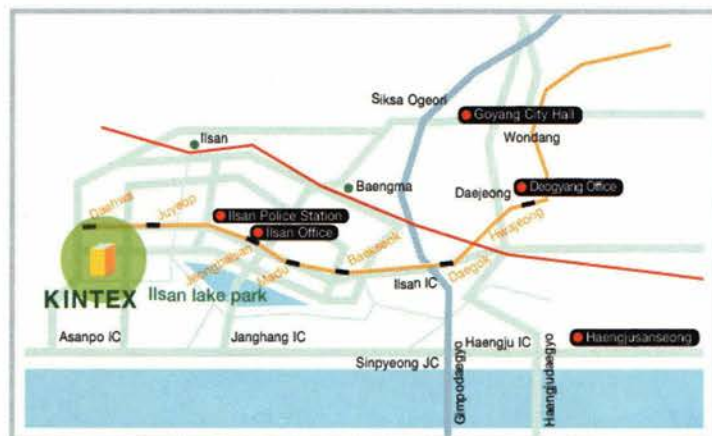 Siksa Ogeori
Goyang City Hall
Wondang
Ilsan
Baengma
Daejeong
Deogyang Office
Daehwa
Juyeop
Ilsan Police Station
Ilsan Office
Hwajeong
Jeongbalsan
Madu
Baekseok
Daegok
Ilsan IC
KINTEX
Ilsan lake park
Asanpo IC
Janghang IC
Haengju IC
Haengjusanseong
Sinpyeong JC
Gimpodaegyo
Haengjudaegyo